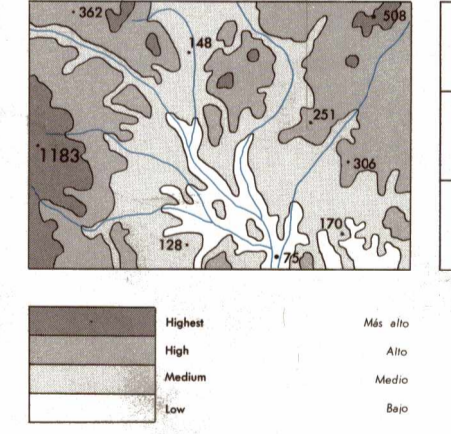 362
508
148
251
1183
306
170
128
75
Highest Más alto
High Alto
Medium Medio
Low Bajo